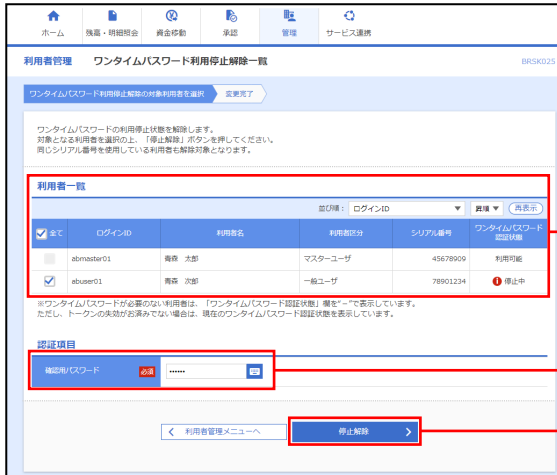 ホーム 残高・明細照会 資金移動 承認 管理 サービス連携
利用者管理 ワンタイムパスワード利用停止解除一覧 BRSK025
ワンタイムパスワード利用停止解除の対象利用者を選択 変更完了
ワンタイムパスワードの利用停止状態を解除します。
対象となる利用者を選択の上、「停止解除」ボタンを押してください。
同じシリアル番号を使用している利用者も解除対象となります。
利用者一覧
並び順： ログインID ▼ 昇順 ▼ 再表示
全て ログインID 利用者名 利用者区分 シリアル番号 ワンタイムパスワード
認証状態
abmaster01 青森 太郎 マスターユーザ 45678909 利用可能
abuser01 青森 次郎 一般ユーザ 78901234 停止中
※ワンタイムパスワードが必要のない利用者は、「ワンタイムパスワード認証状態」欄を"－"で表示しています。
ただし、トークンの失効がお済みでない場合は、現在のワンタイムパスワード認証状態を表示しています。
認証項目
確認用パスワード 必須 ••••••
利用者管理メニューへ 停止解除